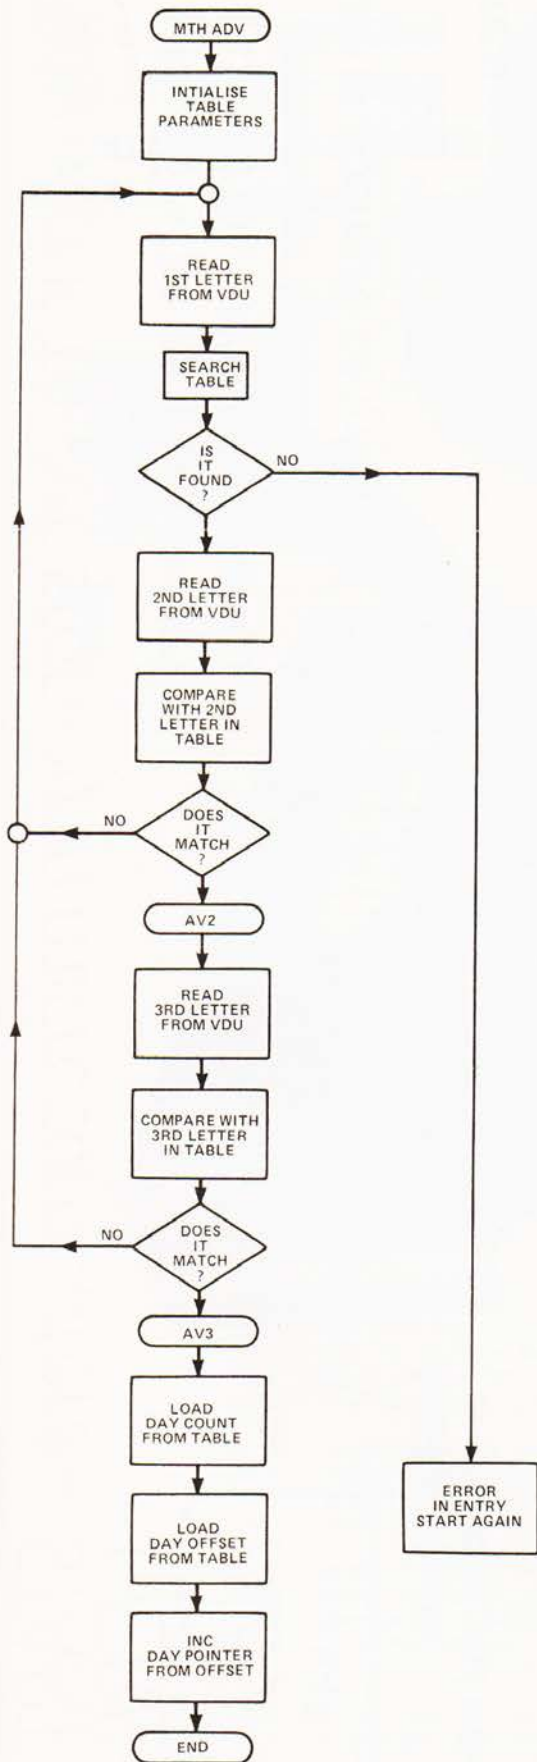 MTH ADV
INTIALISE
TABLE
PARAMETERS
READ
1ST LETTER
FROM VDU
SEARCH
TABLE
IS
IT
FOUND
?
NO
READ
2ND LETTER
FROM VDU
COMPARE
WITH 2ND
LETTER IN
TABLE
DOES
IT
MATCH
?
NO
AV2
READ
3RD LETTER
FROM VDU
COMPARE WITH
3RD LETTER
IN TABLE
DOES
IT
MATCH
?
NO
AV3
LOAD
DAY COUNT
FROM TABLE
ERROR
IN ENTRY
START AGAIN
LOAD
DAY OFFSET
FROM TABLE
INC
DAY POINTER
FROM OFFSET
END